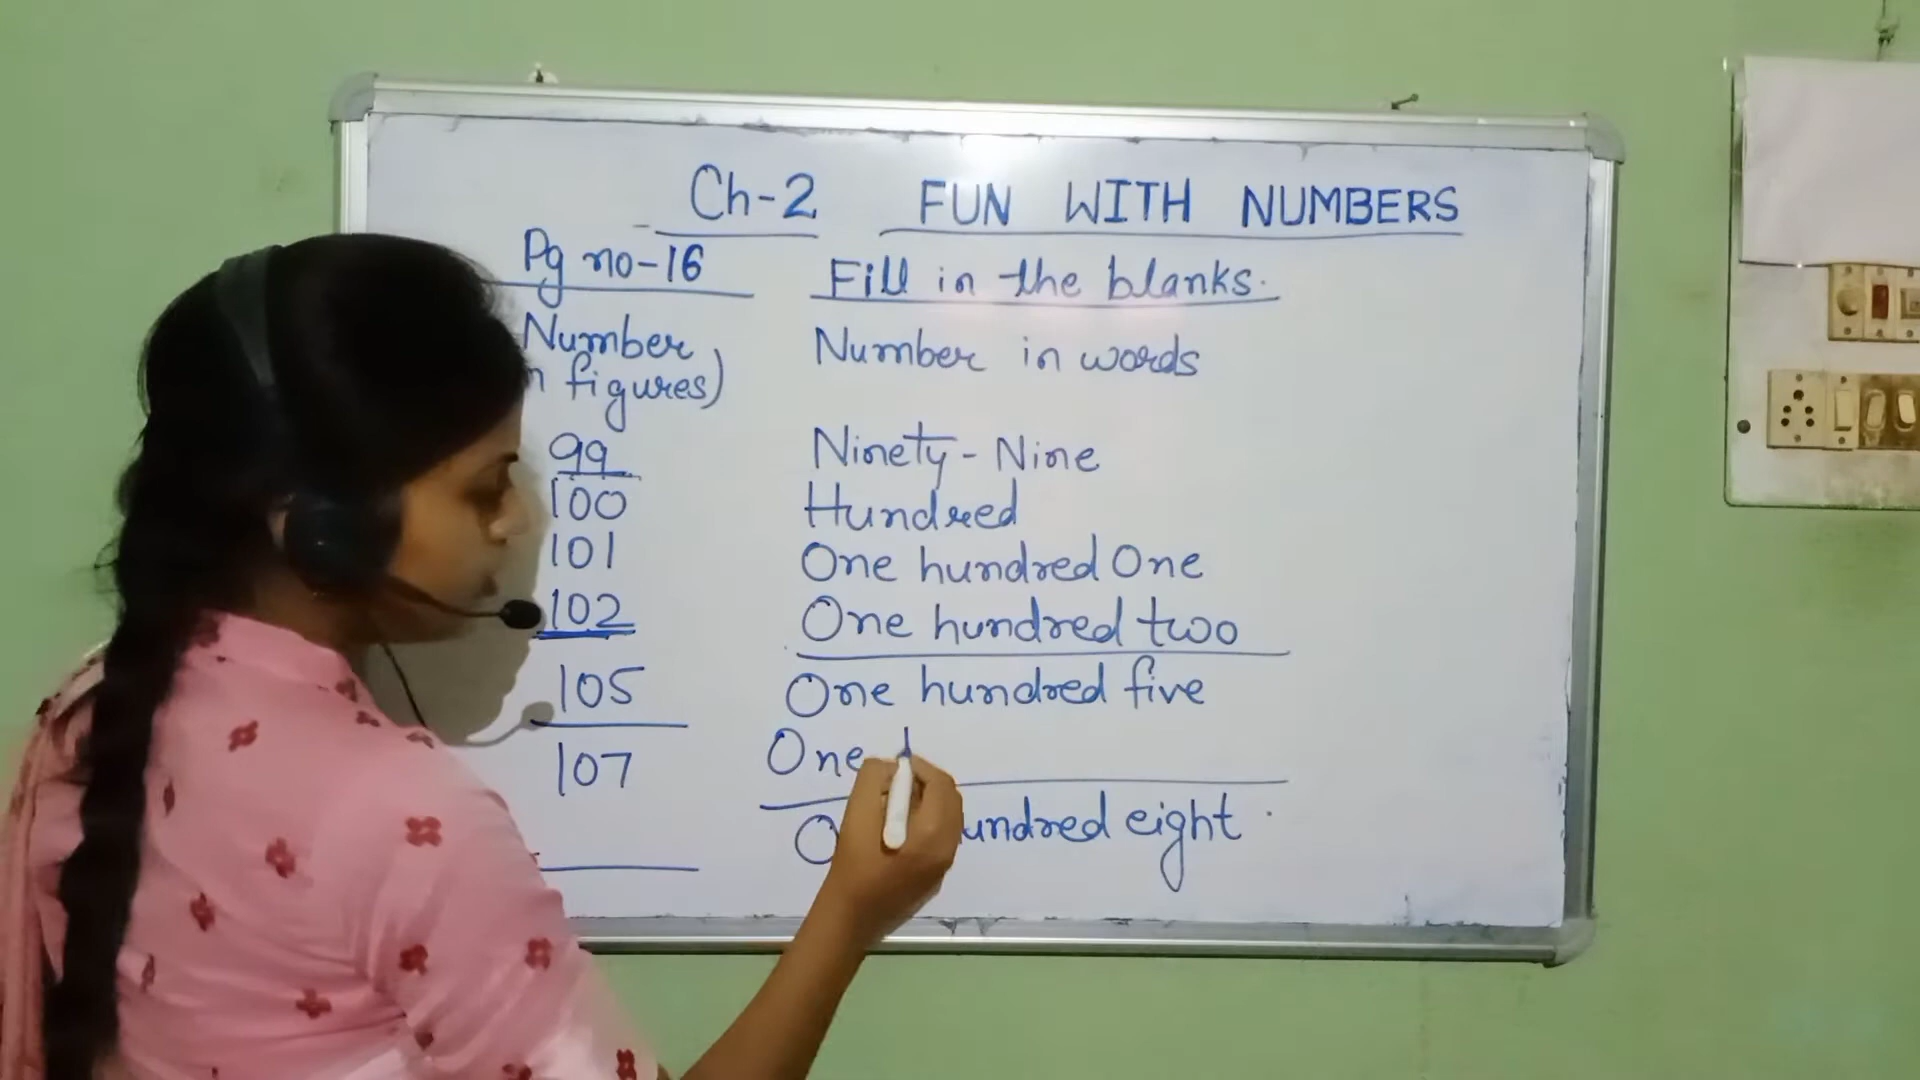 Ch-2 FUN WITH NUMBERS
Pg no-16 Fill in the blanks.
Number Number in words
figures)
99 Ninety-Nine
100 Hundred
101 One hundred One
102 One hundred two
105 One hundred five
107 One
eight